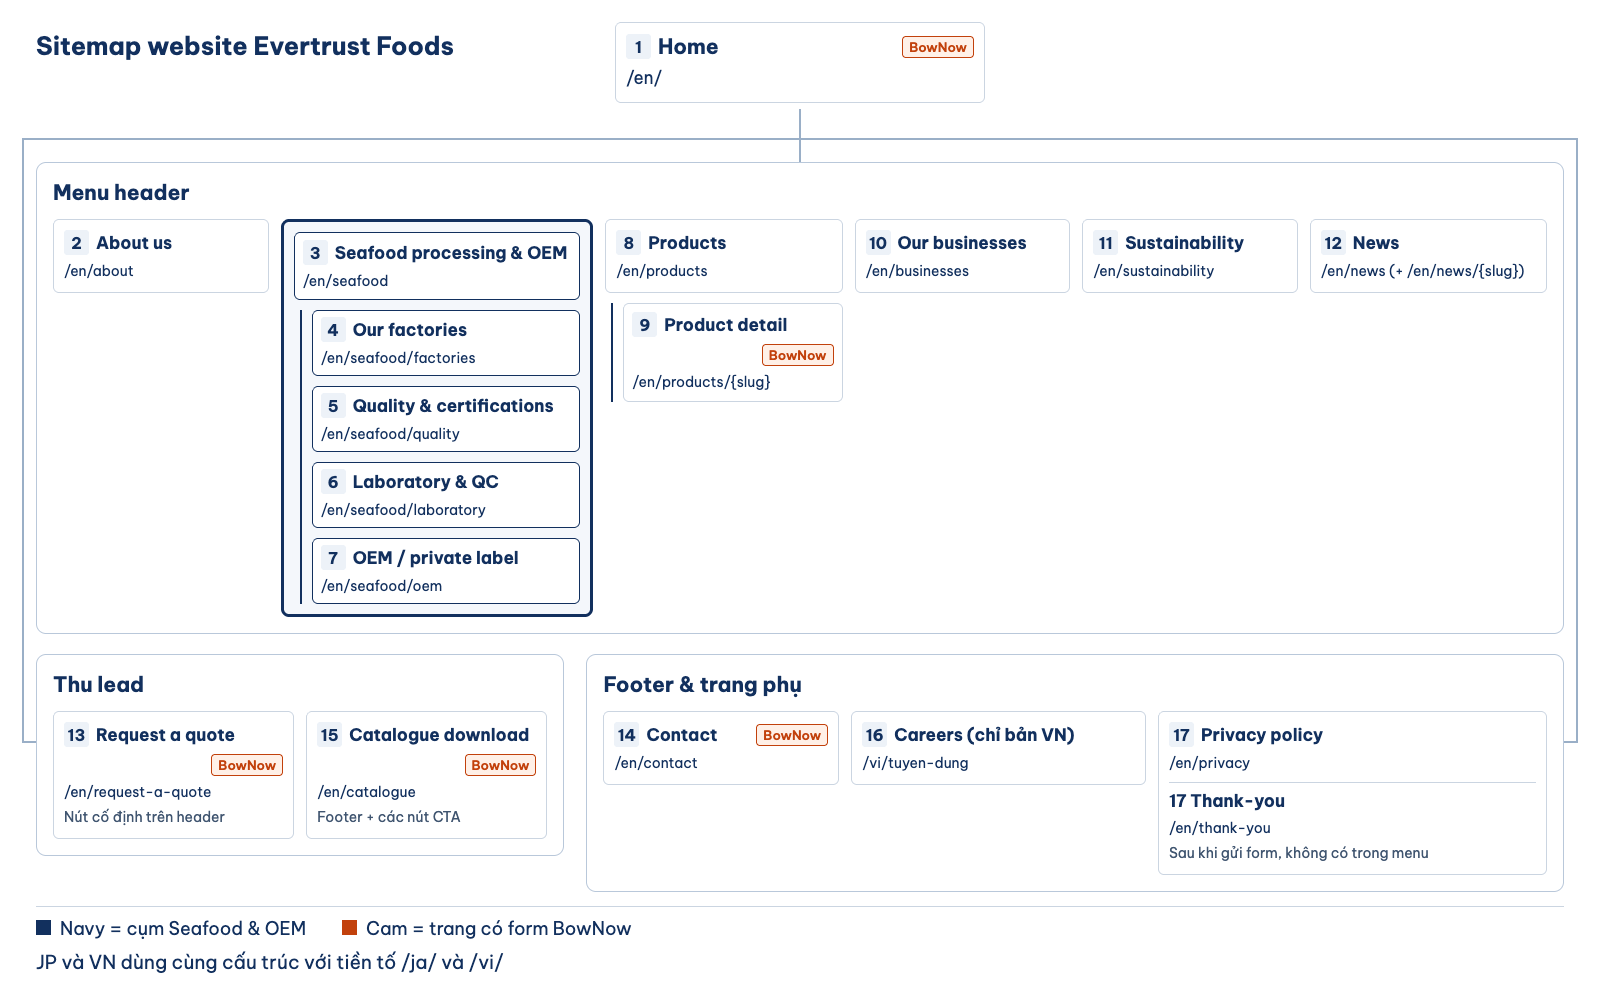 Sitemap website Evertrust Foods
1 Home BowNow
/en/
Menu header
2 About us
/en/about
3 Seafood processing & OEM
/en/seafood
4 Our factories
/en/seafood/factories
5 Quality & certifications
/en/seafood/quality
6 Laboratory & QC
/en/seafood/laboratory
7 OEM / private label
/en/seafood/oem
8 Products
/en/products
9 Product detail
BowNow
/en/products/{slug}
10 Our businesses
/en/businesses
11 Sustainability
/en/sustainability
12 News
/en/news (+ /en/news/{slug})
Thu lead
13 Request a quote
BowNow
/en/request-a-quote
Nút cố định trên header
15 Catalogue download
BowNow
/en/catalogue
Footer + các nút CTA
Footer & trang phụ
14 Contact BowNow
/en/contact
16 Careers (chỉ bản VN)
/vi/tuyen-dung
17 Privacy policy
/en/privacy
17 Thank-you
/en/thank-you
Sau khi gửi form, không có trong menu
Navy = cụm Seafood & OEM
Cam = trang có form BowNow
JP và VN dùng cùng cấu trúc với tiền tố /ja/ và /vi/